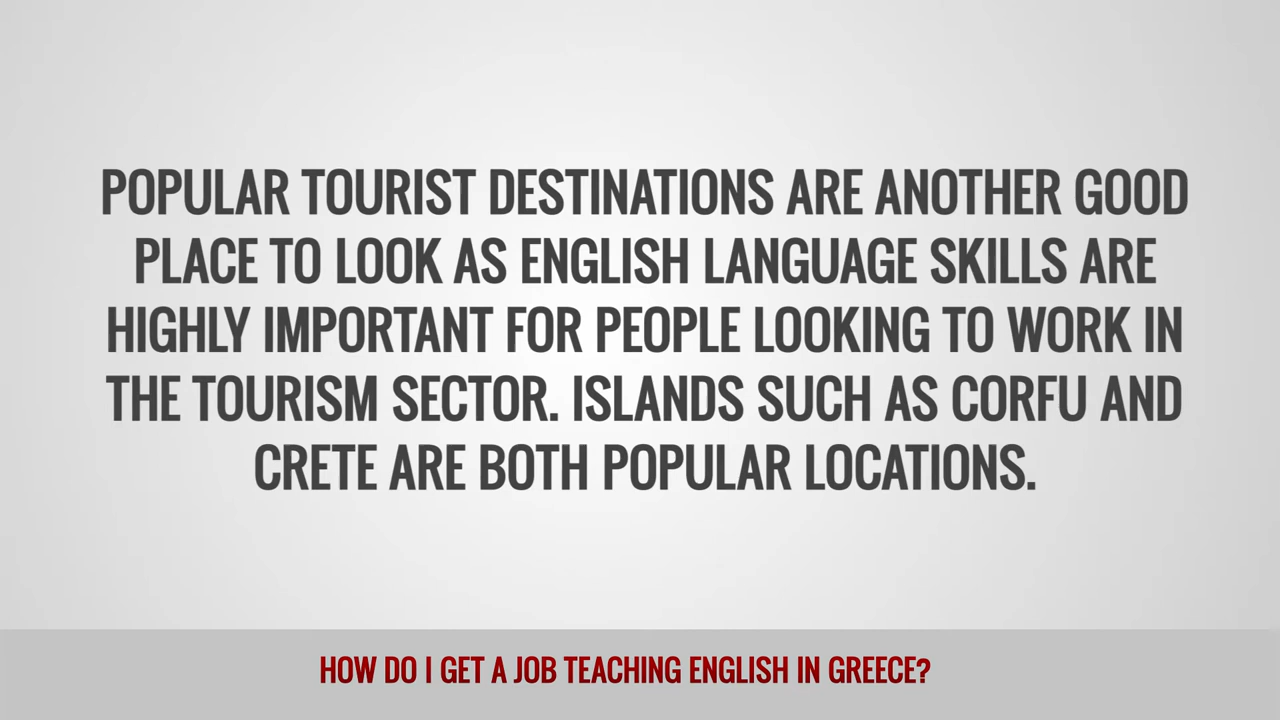 POPULAR TOURIST DESTINATIONS ARE ANOTHER GOOD
PLACE TO LOOK AS ENGLISH LANGUAGE SKILLS ARE
HIGHLY IMPORTANT FOR PEOPLE LOOKING TO WORK IN
THE TOURISM SECTOR. ISLANDS SUCH AS CORFU AND
CRETE ARE BOTH POPULAR LOCATIONS.
HOW DO I GET A JOB TEACHING ENGLISH IN GREECE?